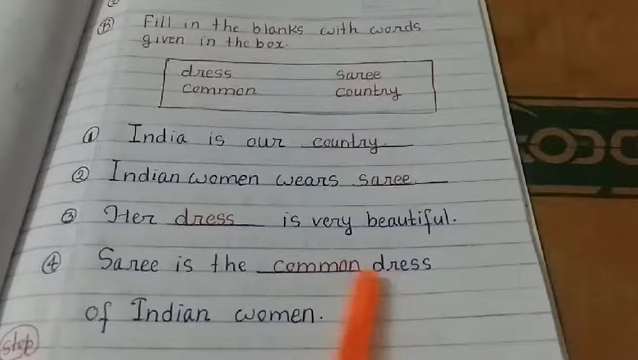 (B) Fill in the blanks with words
given in the box.
dress saree
common country
① India is our country.
② Indian women wears saree.
③ Her dress is very beautiful.
④ Saree is the common dress
of Indian women.
stop